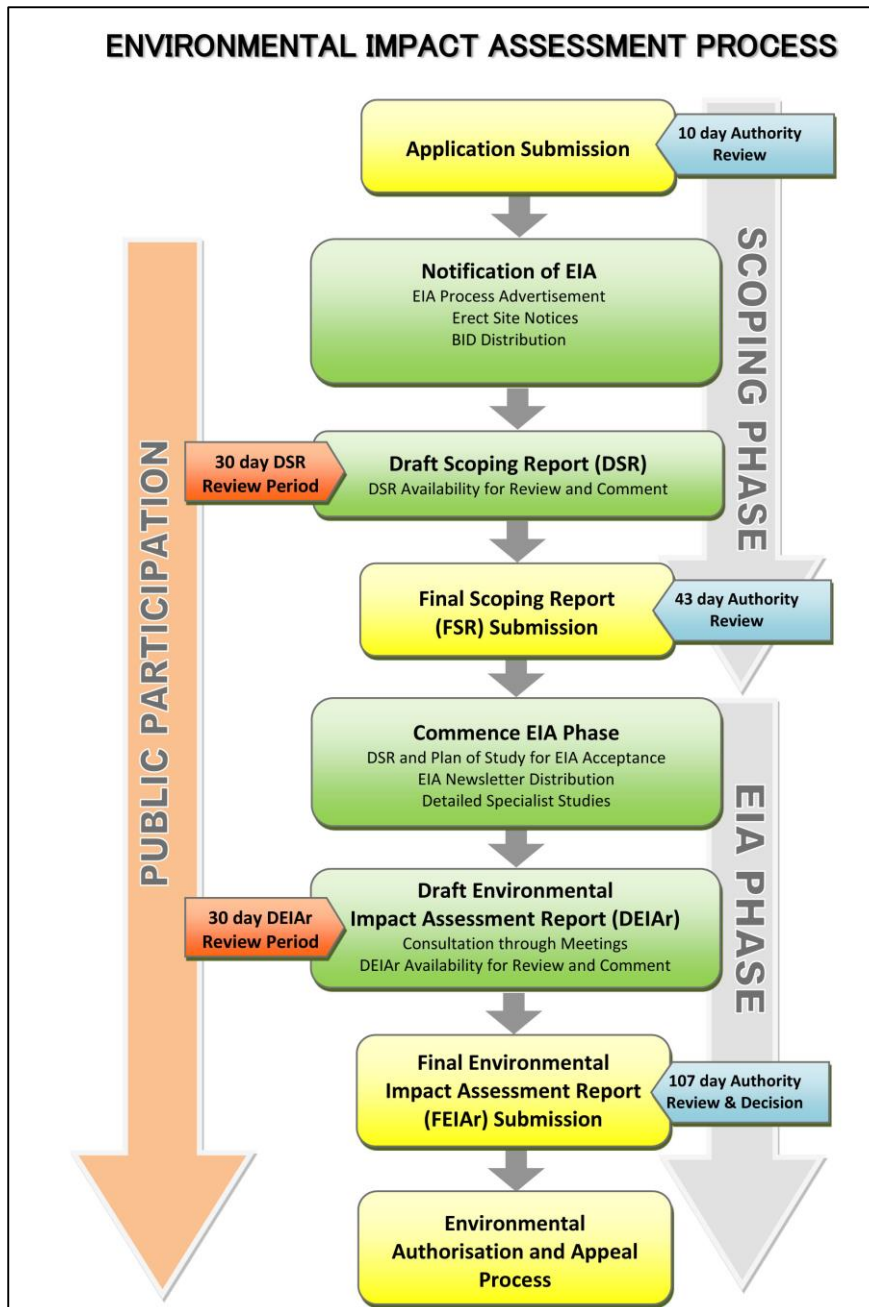 ENVIRONMENTAL IMPACT ASSESSMENT PROCESS
Application Submission
10 day Authority
Review
Notification of EIA
EIA Process Advertisement
Erect Site Notices
BID Distribution
SCOPING PHASE
PUBLIC PARTICIPATION
30 day DSR
Review Period
Draft Scoping Report (DSR)
DSR Availability for Review and Comment
Final Scoping Report
(FSR) Submission
43 day Authority
Review
Commence EIA Phase
DSR and Plan of Study for EIA Acceptance
EIA Newsletter Distribution
Detailed Specialist Studies
EIA PHASE
30 day DEIAr
Review Period
Draft Environmental
Impact Assessment Report (DEIAr)
Consultation through Meetings
DEIAr Availability for Review and Comment
Final Environmental
Impact Assessment Report
(FEIAr) Submission
107 day Authority
Review & Decision
Environmental
Authorisation and Appeal
Process